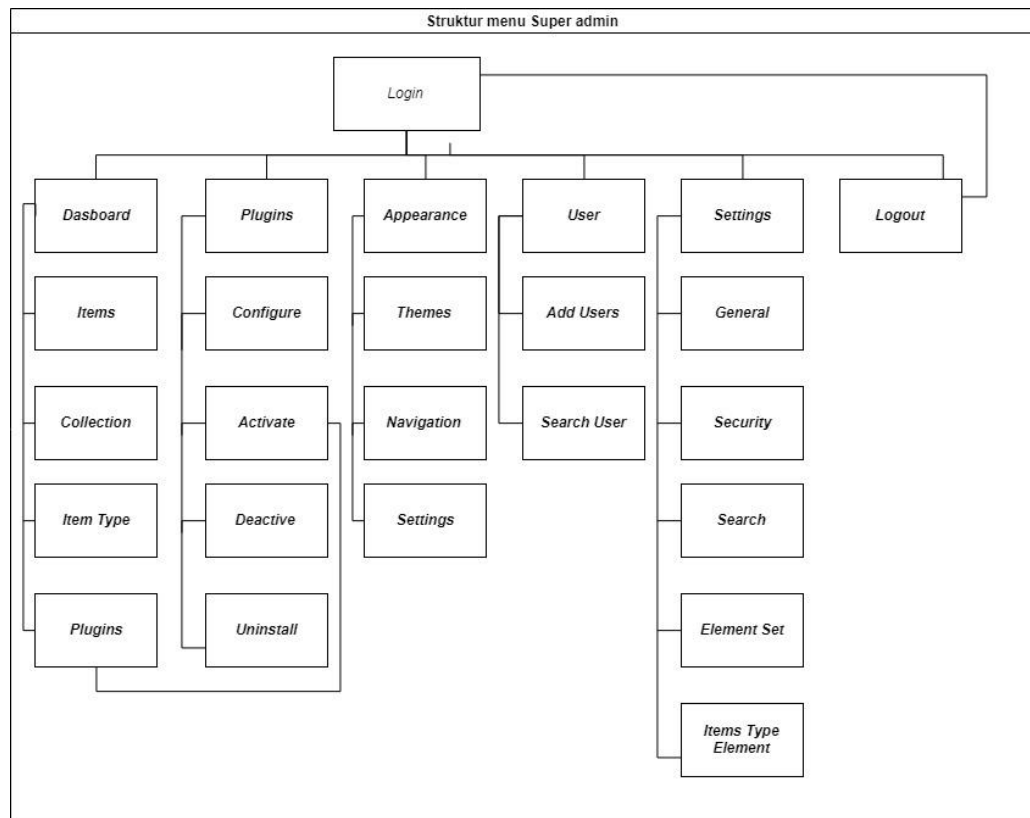 Struktur menu Super admin
Login
Dasboard
Plugins
Appearance
User
Settings
Logout
Items
Configure
Themes
Add Users
General
Collection
Activate
Navigation
Search User
Security
Item Type
Deactive
Settings
Search
Plugins
Uninstall
Element Set
Items Type
Element